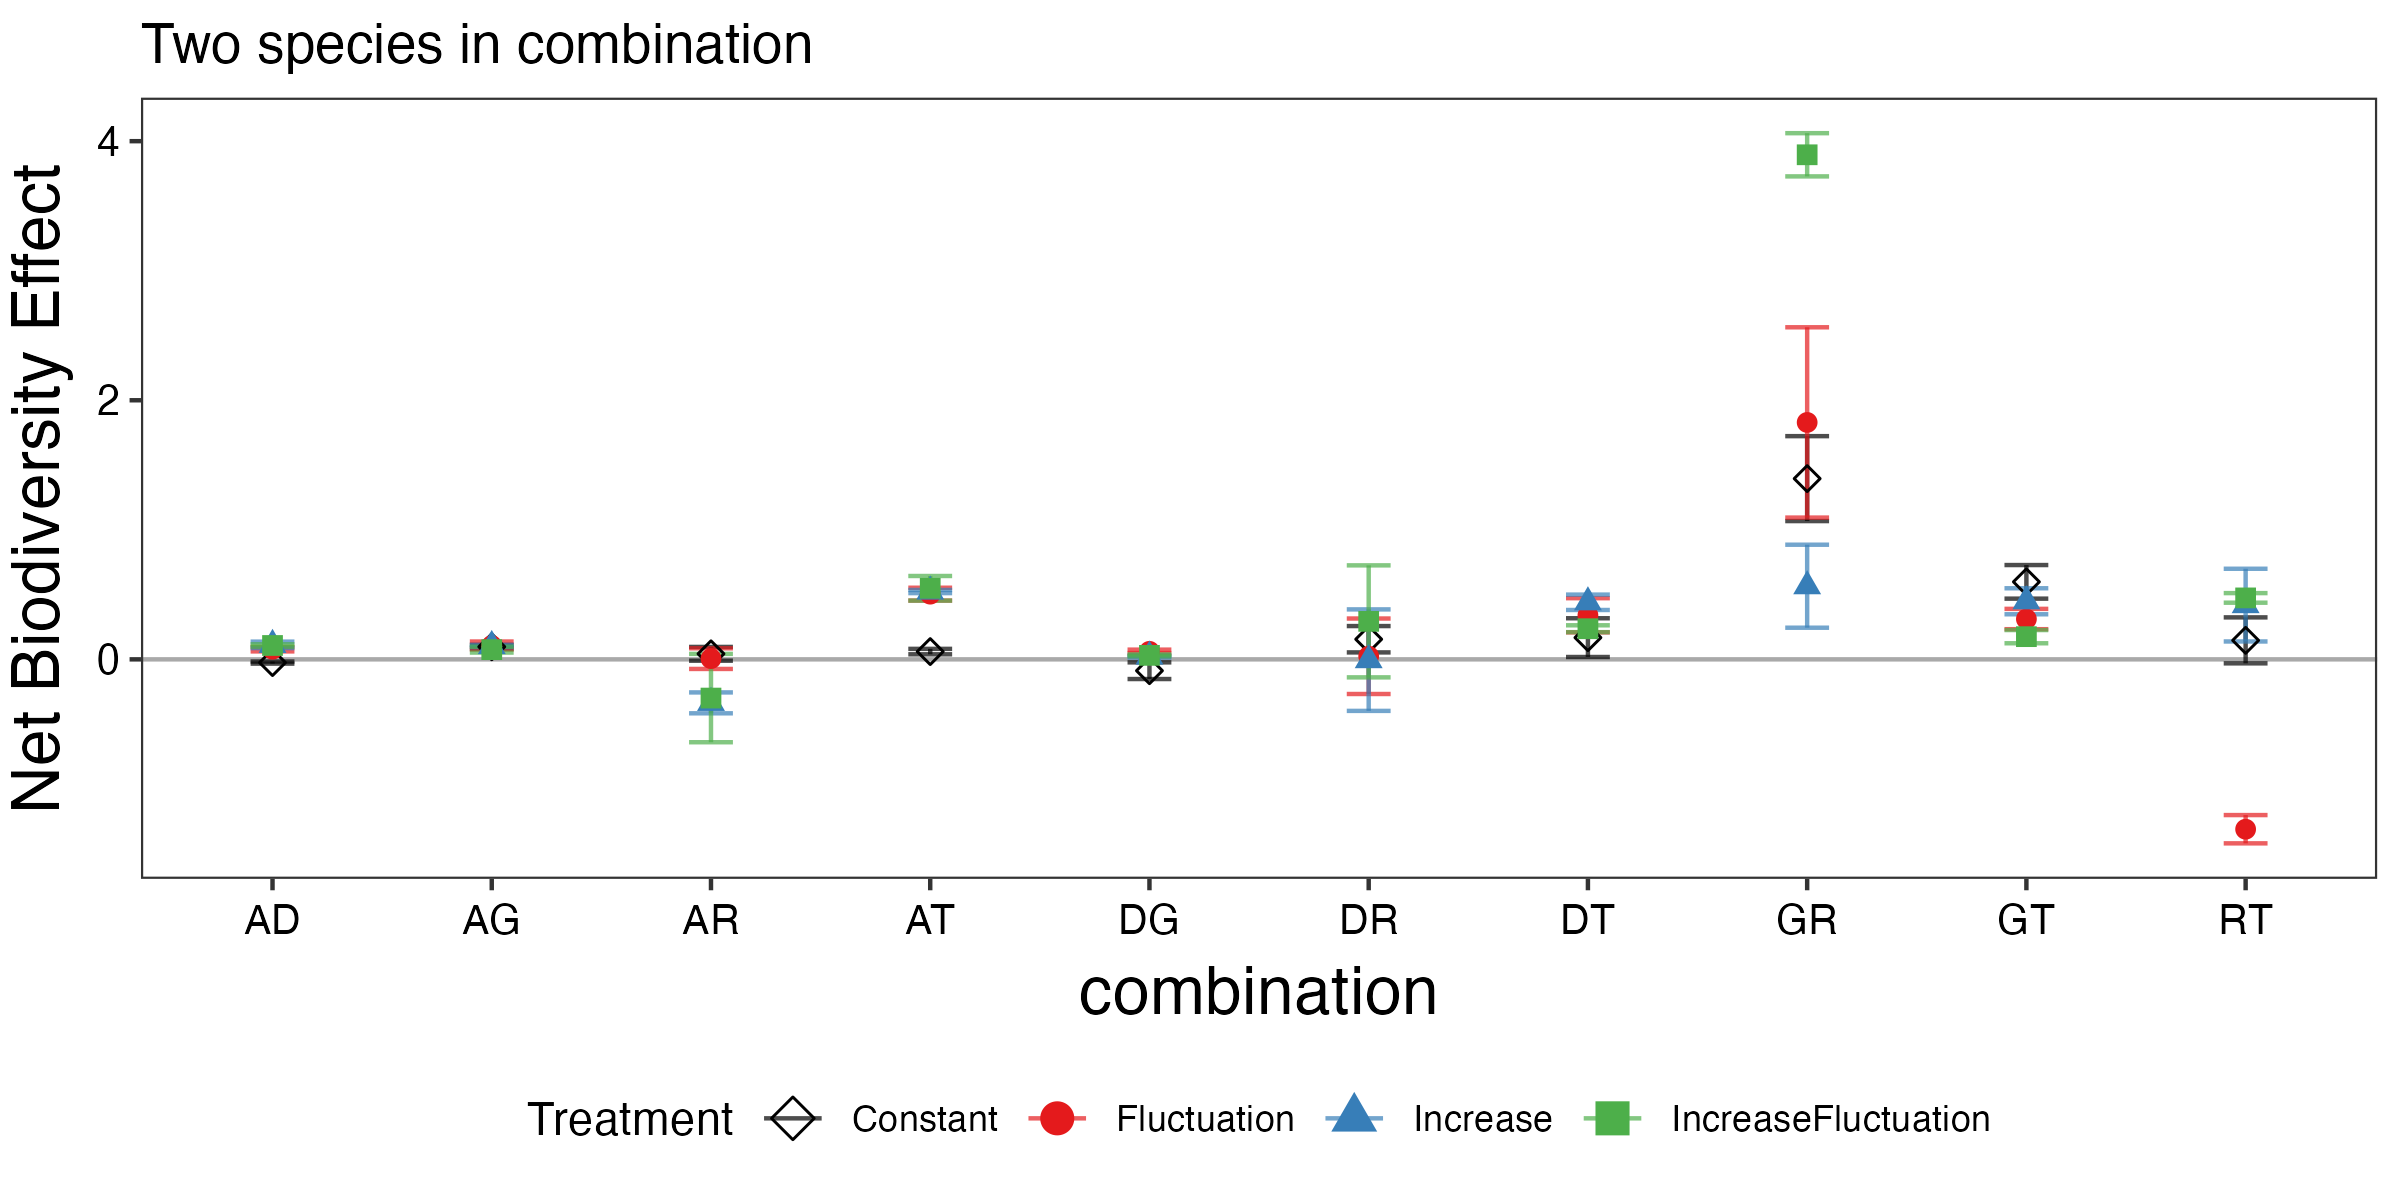 Two species in combination
Net Biodiversity Effect
4
2
0
AD AG AR AT DG DR DT GR GT RT
combination
Treatment Constant Fluctuation Increase IncreaseFluctuation